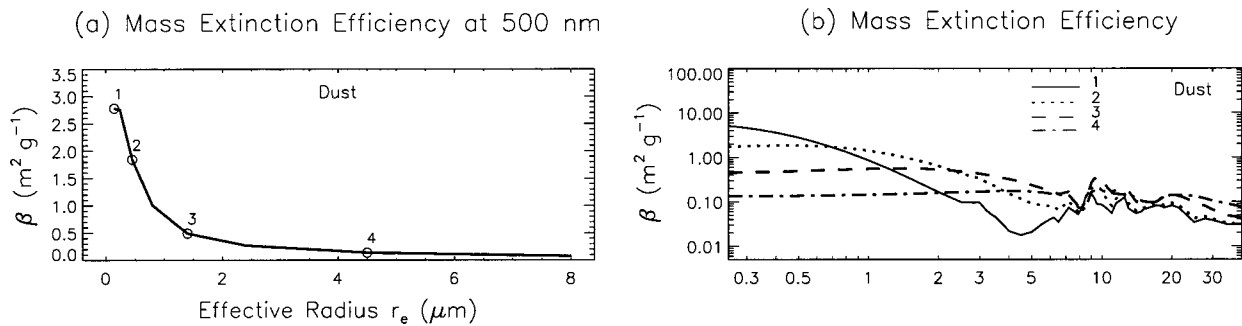 (a) Mass Extinction Efficiency at 500 nm
3.5
3.0
2.5
2.0
1.5
1.0
0.5
0.0
β (m² g⁻¹)
Dust
1
2
3
4
0 2 4 6 8
Effective Radius r_e (μm)
(b) Mass Extinction Efficiency
100.00
10.00
1.00
0.10
0.01
β (m² g⁻¹)
1
2
3
4
Dust
0.3 0.5 1 2 3 5 10 20 30